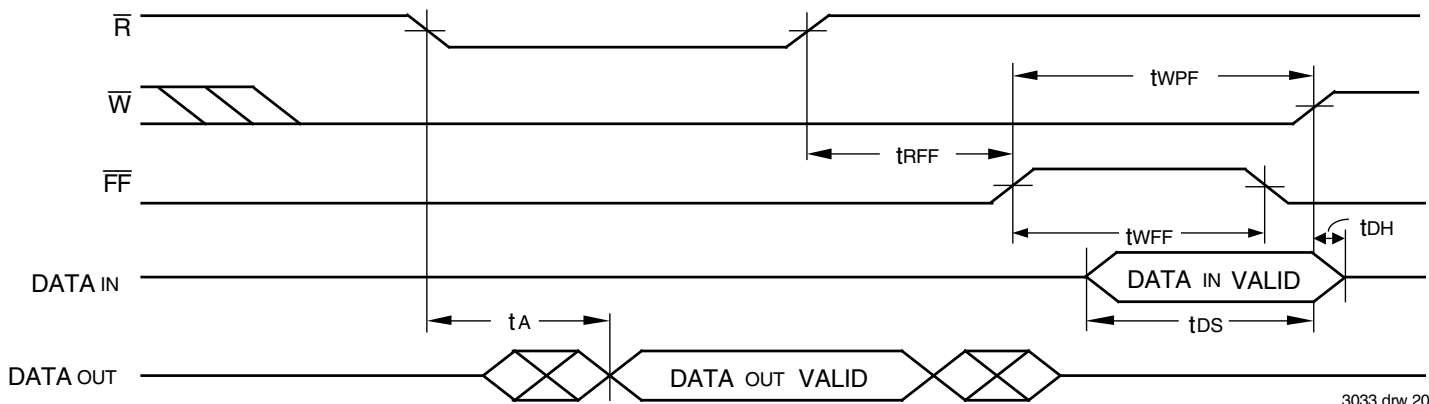 R̅
tWPF
W̅
tRFF
F̅F̅
tWFF
tDH
DATA IN
DATA IN VALID
tA
tDS
DATA OUT
DATA OUT VALID
3033 drw 20